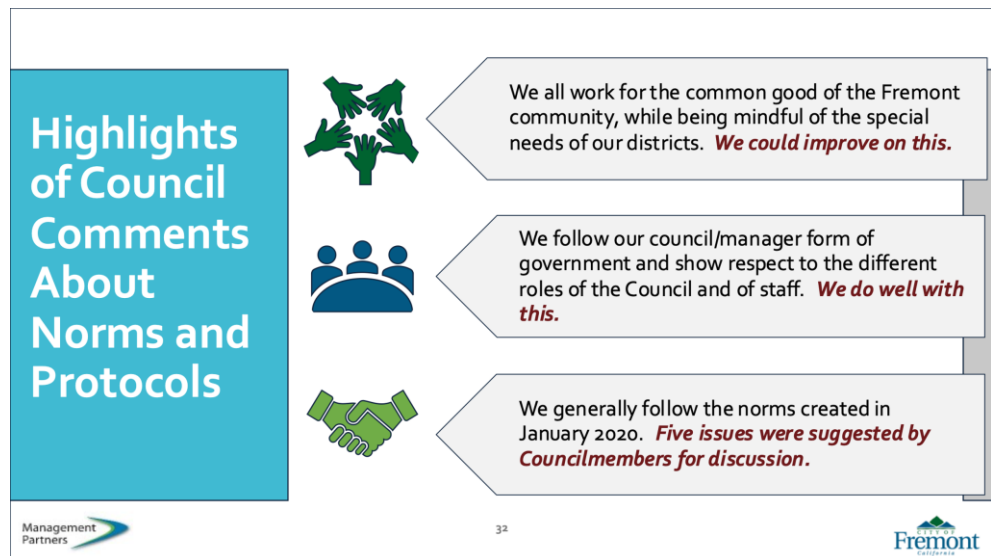 Highlights
of Council
Comments
About
Norms and
Protocols
We all work for the common good of the Fremont
community, while being mindful of the special
needs of our districts. We could improve on this.
We follow our council/manager form of
government and show respect to the different
roles of the Council and of staff. We do well with
this.
We generally follow the norms created in
January 2020. Five issues were suggested by
Councilmembers for discussion.
Management
Partners
32
CITY OF
Fremont
California